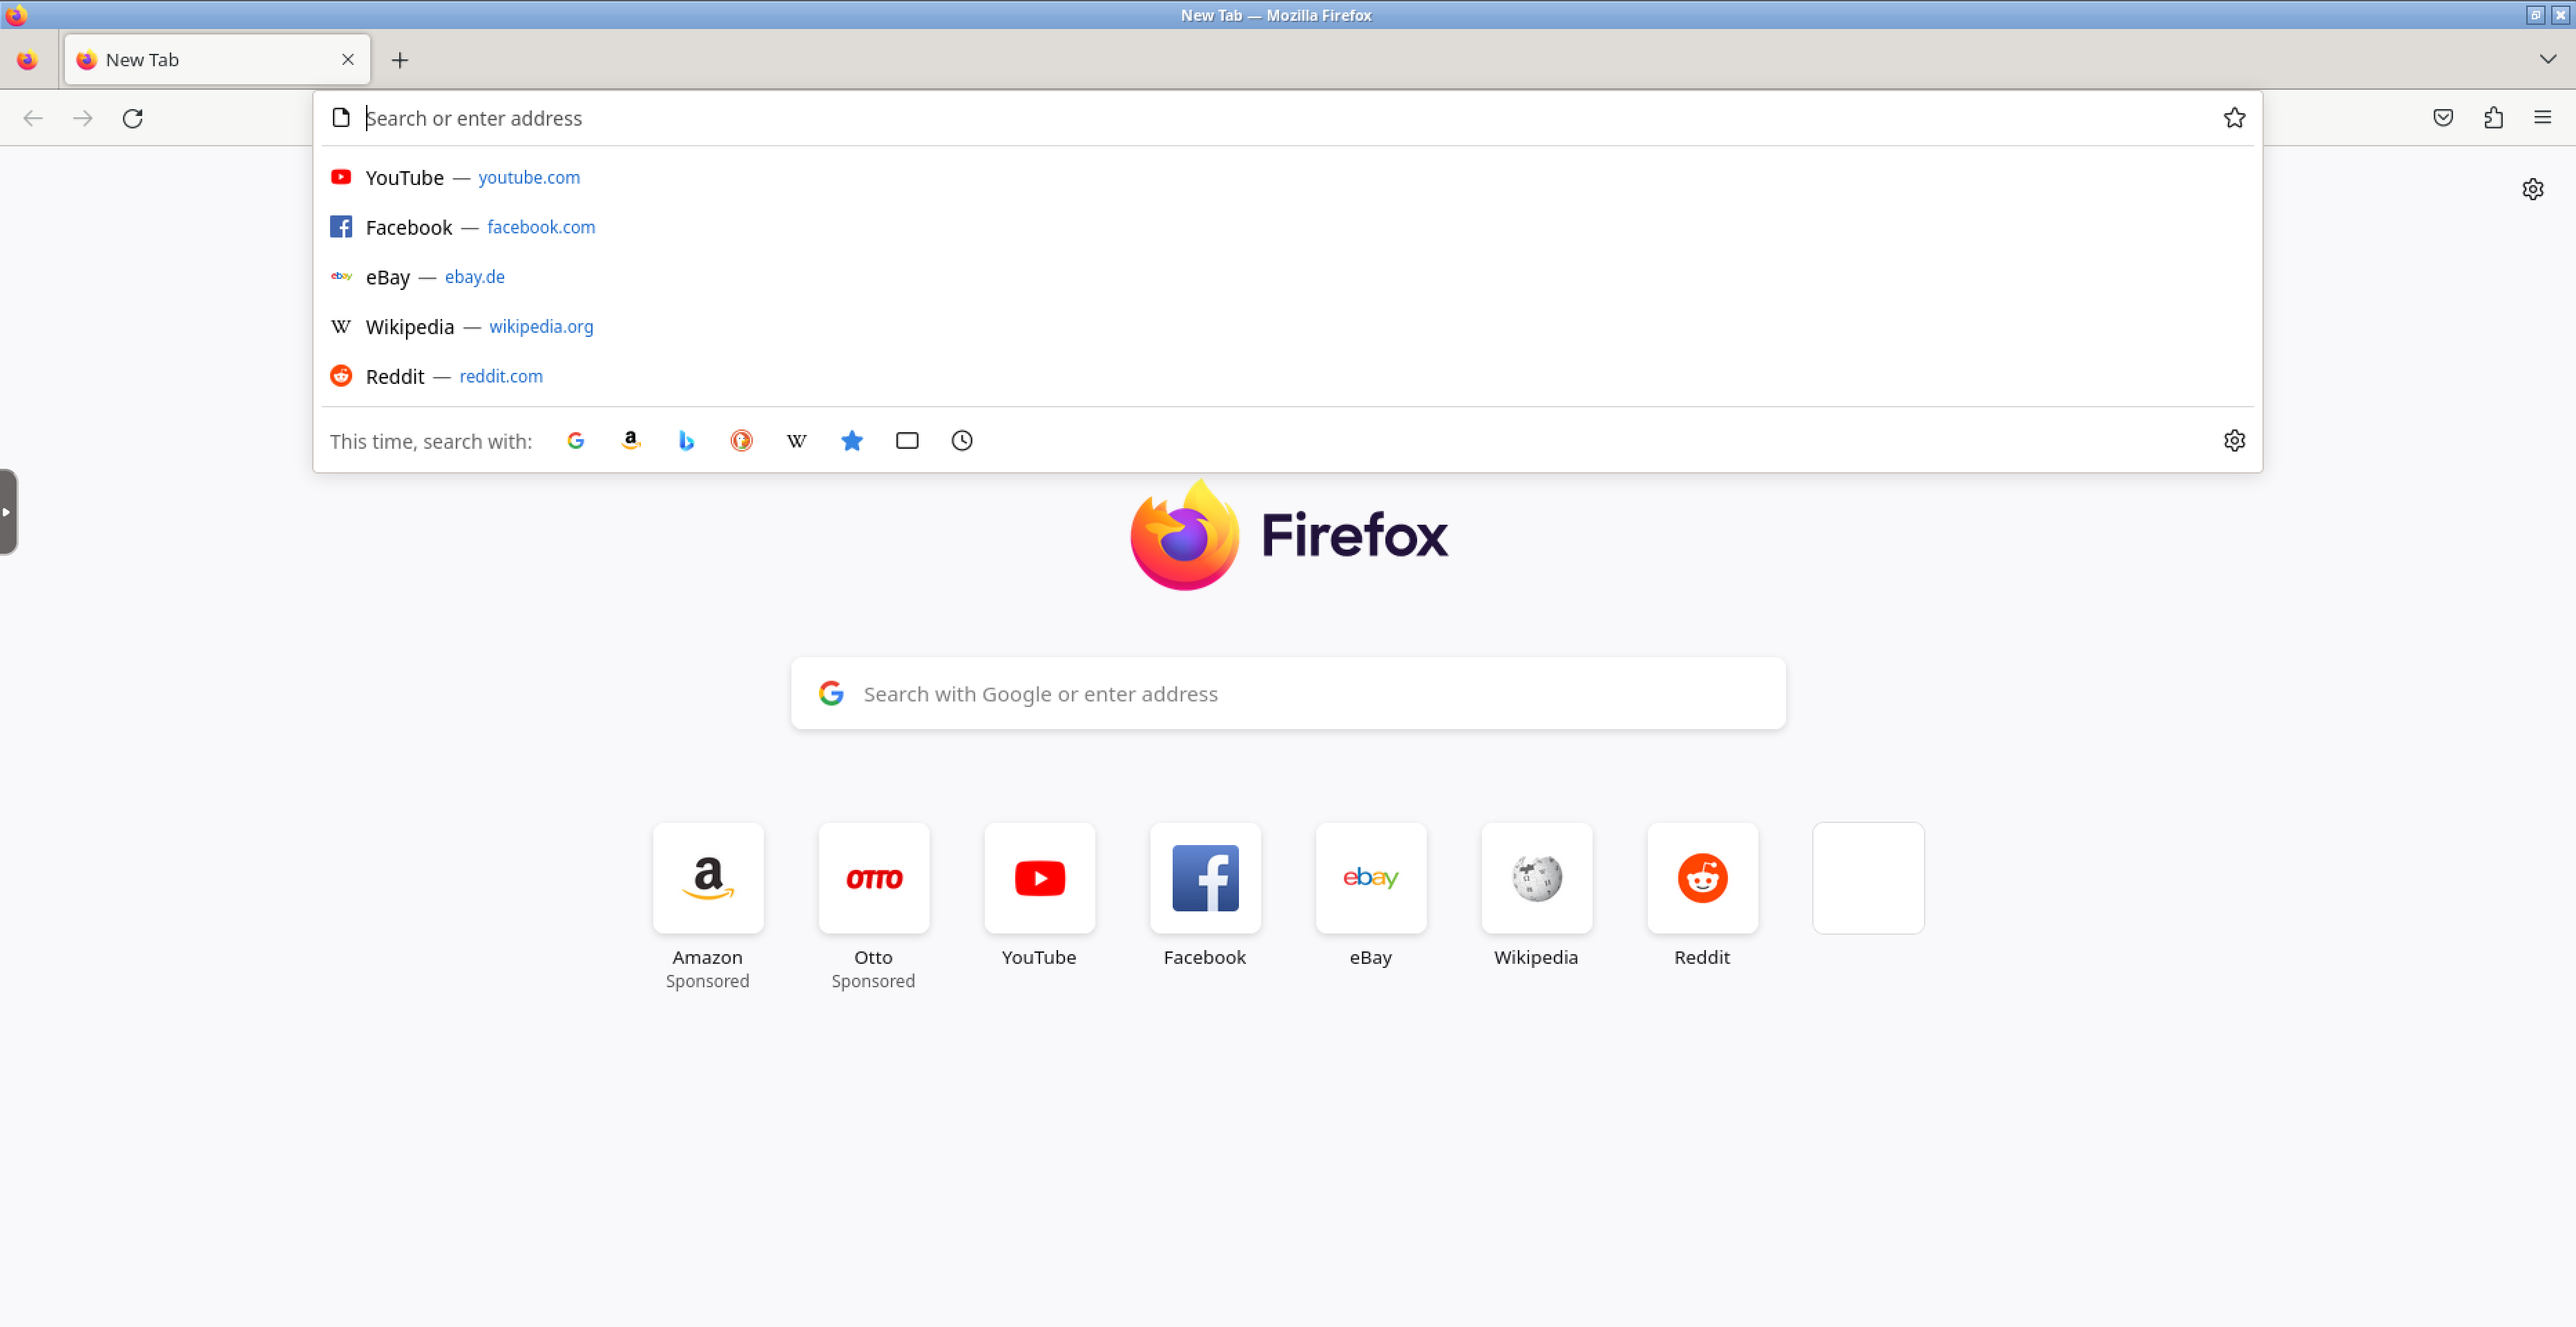 New Tab — Mozilla Firefox
New Tab
Search or enter address
YouTube — youtube.com
Facebook — facebook.com
ebay eBay — ebay.de
W Wikipedia — wikipedia.org
Reddit — reddit.com
This time, search with: G a b W
Firefox
G Search with Google or enter address
a OTTO f ebay
Amazon Otto YouTube Facebook eBay Wikipedia Reddit
Sponsored Sponsored